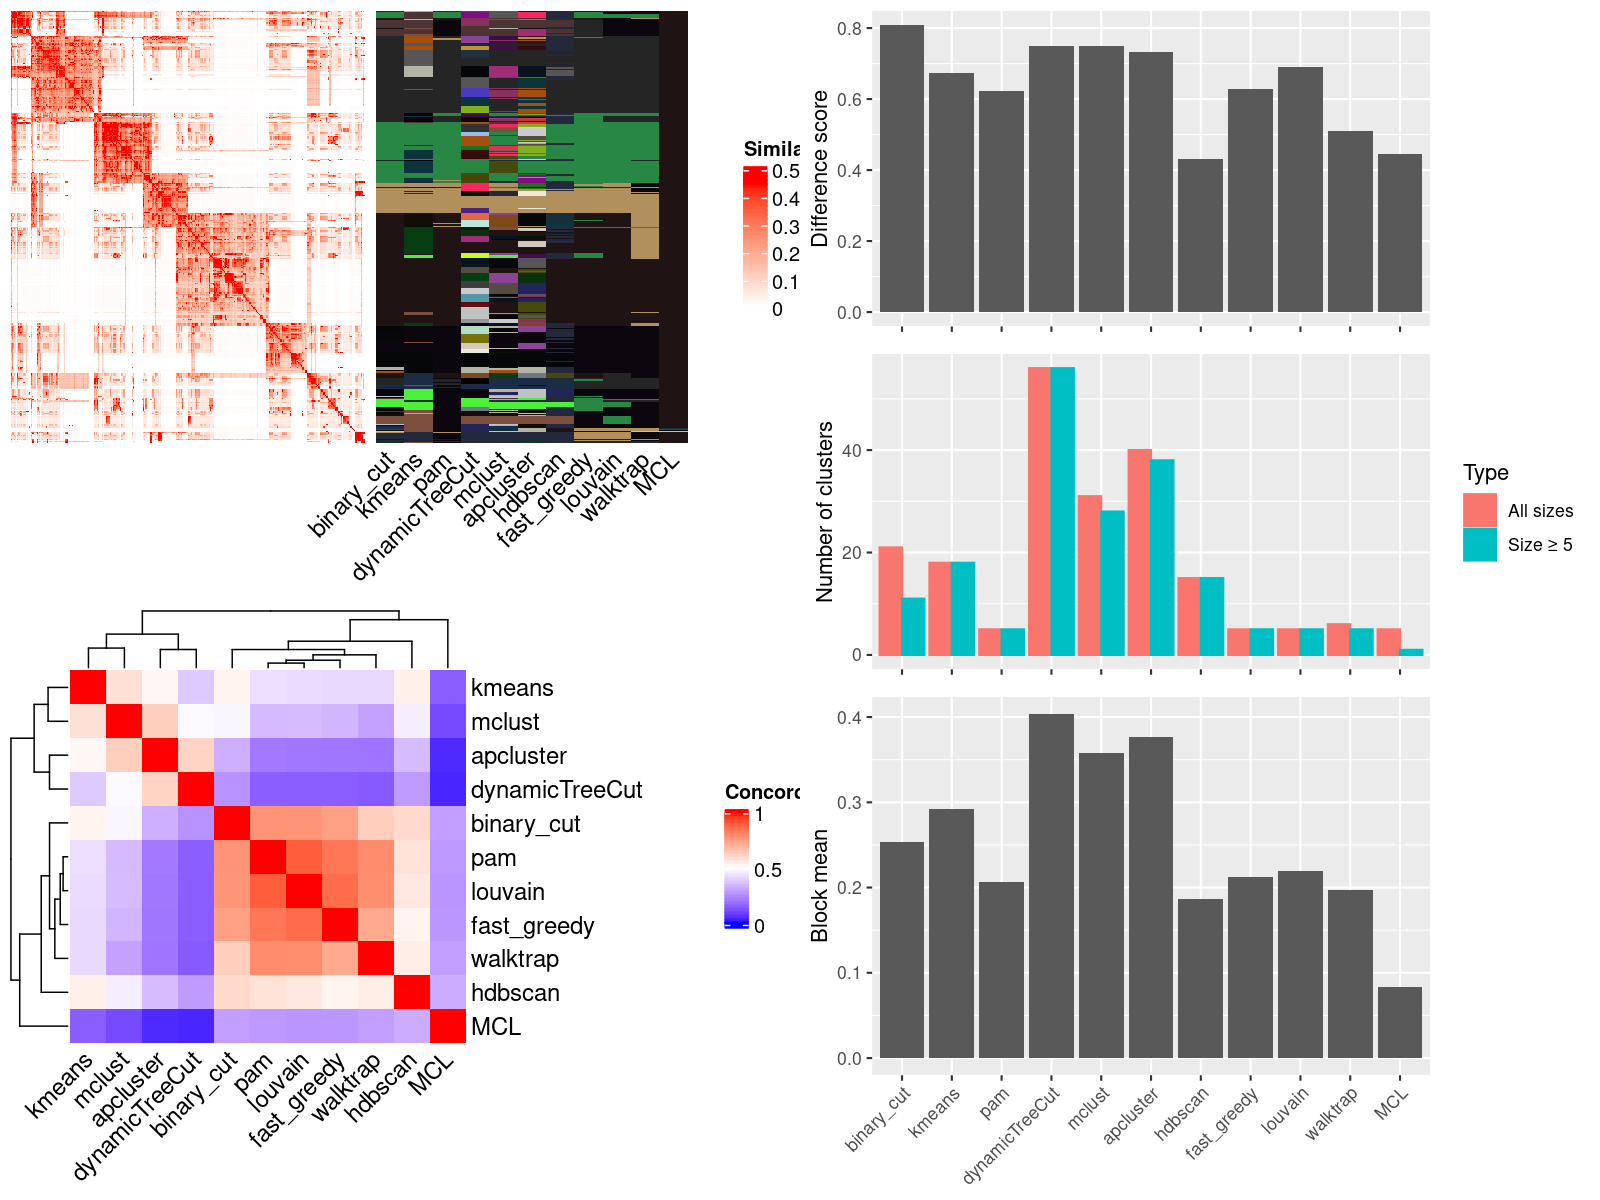 Simila
0.5
0.4
0.3
0.2
0.1
0
binary_cut
kmeans
pam
dynamicTreeCut
mclust
apcluster
hdbscan
fast_greedy
louvain
walktrap
MCL
kmeans
mclust
apcluster
dynamicTreeCut
binary_cut
pam
louvain
fast_greedy
walktrap
hdbscan
MCL
kmeans
mclust
apcluster
dynamicTreeCut
binary_cut
pam
louvain
fast_greedy
walktrap
hdbscan
MCL
Concord
1
0.5
0
Difference score
0.8
0.6
0.4
0.2
0.0
Number of clusters
40
20
0
Type
All sizes
Size ≥ 5
Block mean
0.4
0.3
0.2
0.1
0.0
binary_cut
kmeans
pam
dynamicTreeCut
mclust
apcluster
hdbscan
fast_greedy
louvain
walktrap
MCL